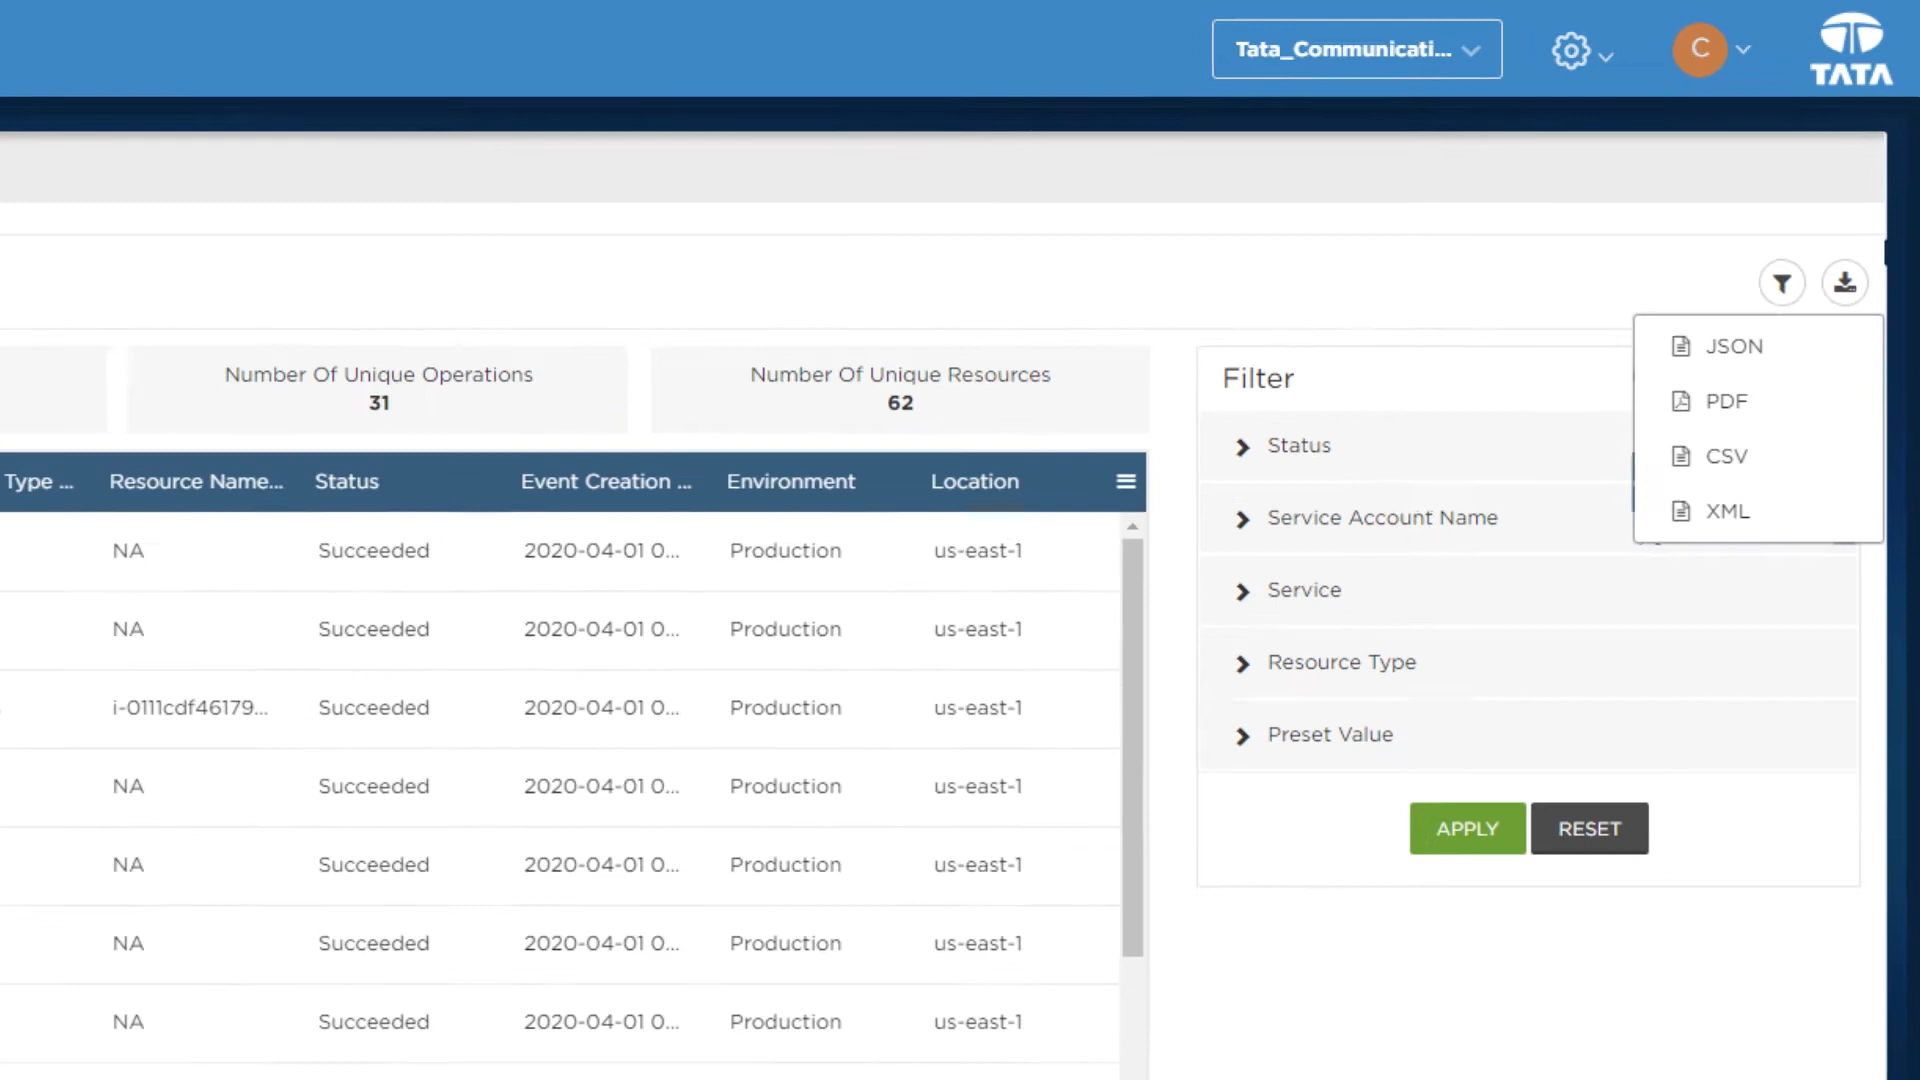 Tata_Communicati...
C
TATA
JSON
PDF
CSV
XML
Number Of Unique Operations
31
Number Of Unique Resources
62
Filter
Status
Service Account Name
Service
Resource Type
Preset Value
APPLY RESET
Type ... Resource Name... Status Event Creation ... Environment Location
NA Succeeded 2020-04-01 0... Production us-east-1
NA Succeeded 2020-04-01 0... Production us-east-1
i-0111cdf46179... Succeeded 2020-04-01 0... Production us-east-1
NA Succeeded 2020-04-01 0... Production us-east-1
NA Succeeded 2020-04-01 0... Production us-east-1
NA Succeeded 2020-04-01 0... Production us-east-1
NA Succeeded 2020-04-01 0... Production us-east-1